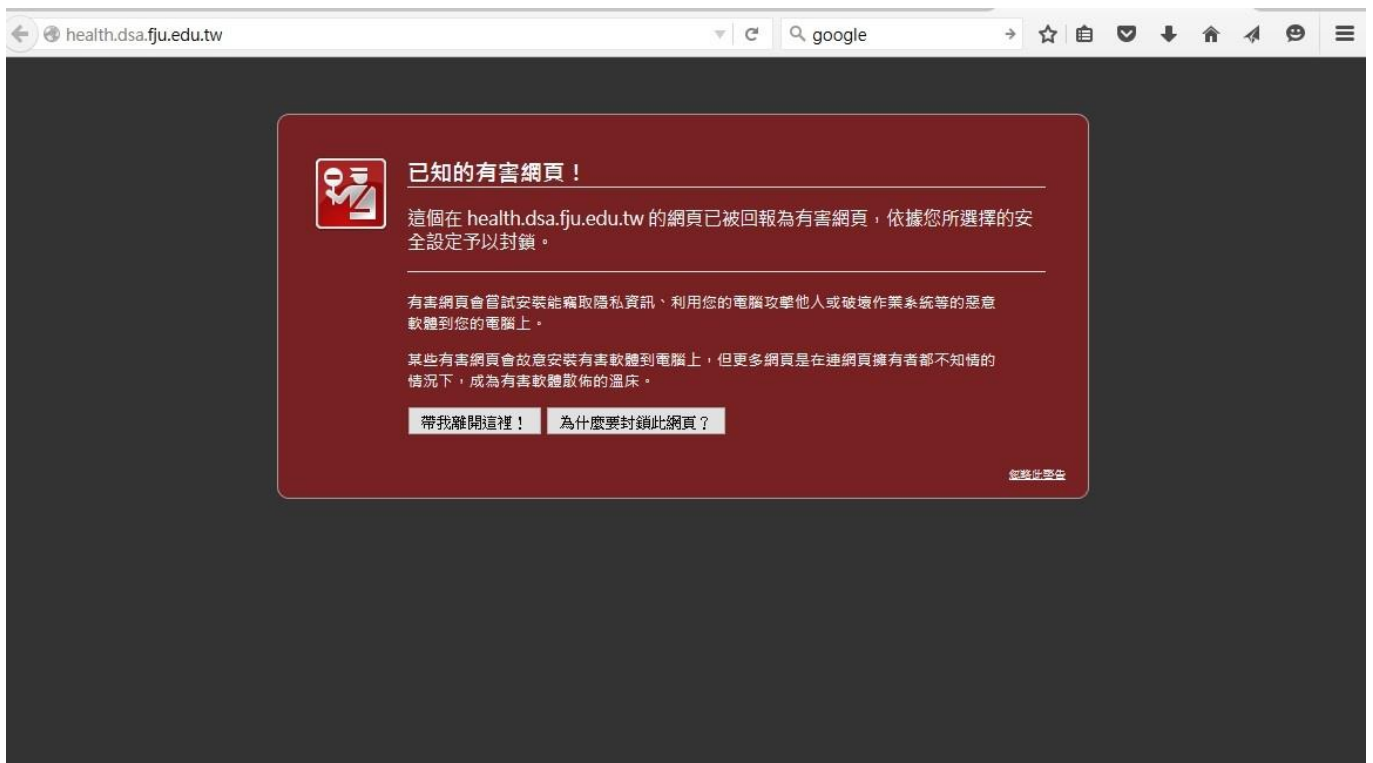 health.dsa.fju.edu.tw
google
已知的有害網頁！
這個在 health.dsa.fju.edu.tw 的網頁已被回報為有害網頁，依據您所選擇的安
全設定予以封鎖。
有害網頁會嘗試安裝能竊取隱私資訊、利用您的電腦攻擊他人或破壞作業系統等的惡意
軟體到您的電腦上。
某些有害網頁會故意安裝有害軟體到電腦上，但更多網頁是在連網頁擁有者都不知情的
情況下，成為有害軟體散佈的溫床。
帶我離開這裡！ 為什麼要封鎖此網頁？
忽略此警告